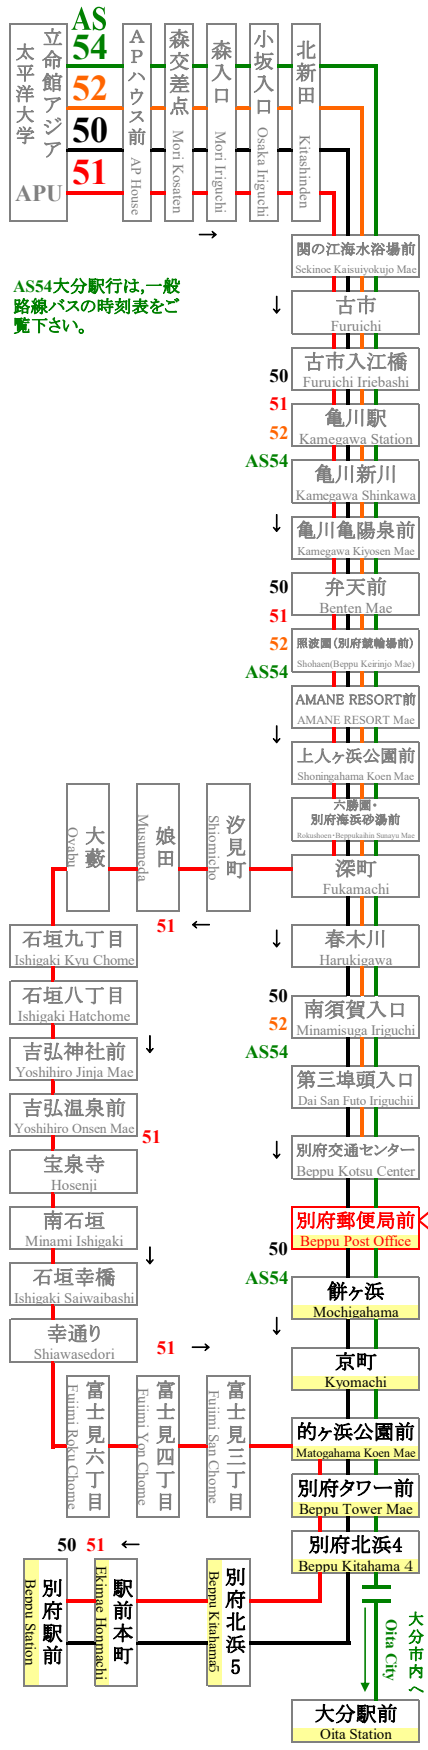 AS
54
52
50
51
立命館アジア
太平洋大学
APU
APハウス前
AP House
森交差点
Mori Kosaten
森入口
Mori Iriguchi
小坂入口
Osaka Iriguchi
北新田
Kitashinden
→
関の江海水浴場前
Sekinoe Kaisuiyokujo Mae
AS54大分駅行は,一般
路線バスの時刻表をご
覧下さい。
↓
古市
Furuichi
古市入江橋
Furuichi Iriebashi
50
51
52
AS54
亀川駅
Kamegawa Station
亀川新川
Kamegawa Shinkawa
↓
亀川亀陽泉前
Kamegawa Kiyosen Mae
弁天前
Benten Mae
50
51
52
AS54
照波園(別府競輪場前)
Shohaen(Beppu Keirinjo Mae)
AMANE RESORT前
AMANE RESORT Mae
↓
上人ヶ浜公園前
Shoningahama Koen Mae
六勝園・
別府海浜砂湯前
Rokushoen・Beppukaihin Sunayu Mae
深町
Fukamachi
汐見町
Shiomicho
娘田
Musumeda
大藪
Oyabu
51 ←
石垣九丁目
Ishigaki Kyu Chome
石垣八丁目
Ishigaki Hatchome
↓
吉弘神社前
Yoshihiro Jinja Mae
吉弘温泉前
Yoshihiro Onsen Mae
51
宝泉寺
Hosenji
南石垣
Minami Ishigaki
↓
石垣幸橋
Ishigaki Saiwaibashi
幸通り
Shiawasedori
51 →
富士見六丁目
Fujimi Roku Chome
富士見四丁目
Fujimi Yon Chome
富士見三丁目
Fujimi San Chome
↓
春木川
Harukigawa
50
52
AS54
南須賀入口
Minamisuga Iriguchi
第三埠頭入口
Dai San Futo Iriguchii
↓
別府交通センター
Beppu Kotsu Center
別府郵便局前
Beppu Post Office
50
AS54
餅ヶ浜
Mochigahama
↓
京町
Kyomachi
的ヶ浜公園前
Matogahama Koen Mae
別府タワー前
Beppu Tower Mae
別府北浜4
Beppu Kitahama 4
50 51 ←
別府北浜5
Beppu Kitahama5
駅前本町
Ekimae Honmachi
別府駅前
Beppu Station
大分市内へ
Oita City
大分駅前
Oita Station